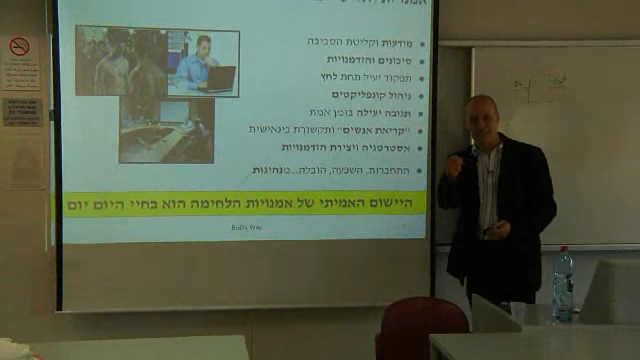 מידעות וקליטת הסביבה
סיכונים והזדמנויות
תפקוד יעיל תחת לחץ
ניהול קונפליקטים
תגובה יעילה בזמן אמת
"קריאת אנשים" ותקשורת בינאישית
אסטרטגיה ויצירת הזדמנויות
התחברות, השפעה, הובלה...מנהיגות
היישום האמיתי של אמנויות הלחימה הוא בחיי היום יום
BuDo Way